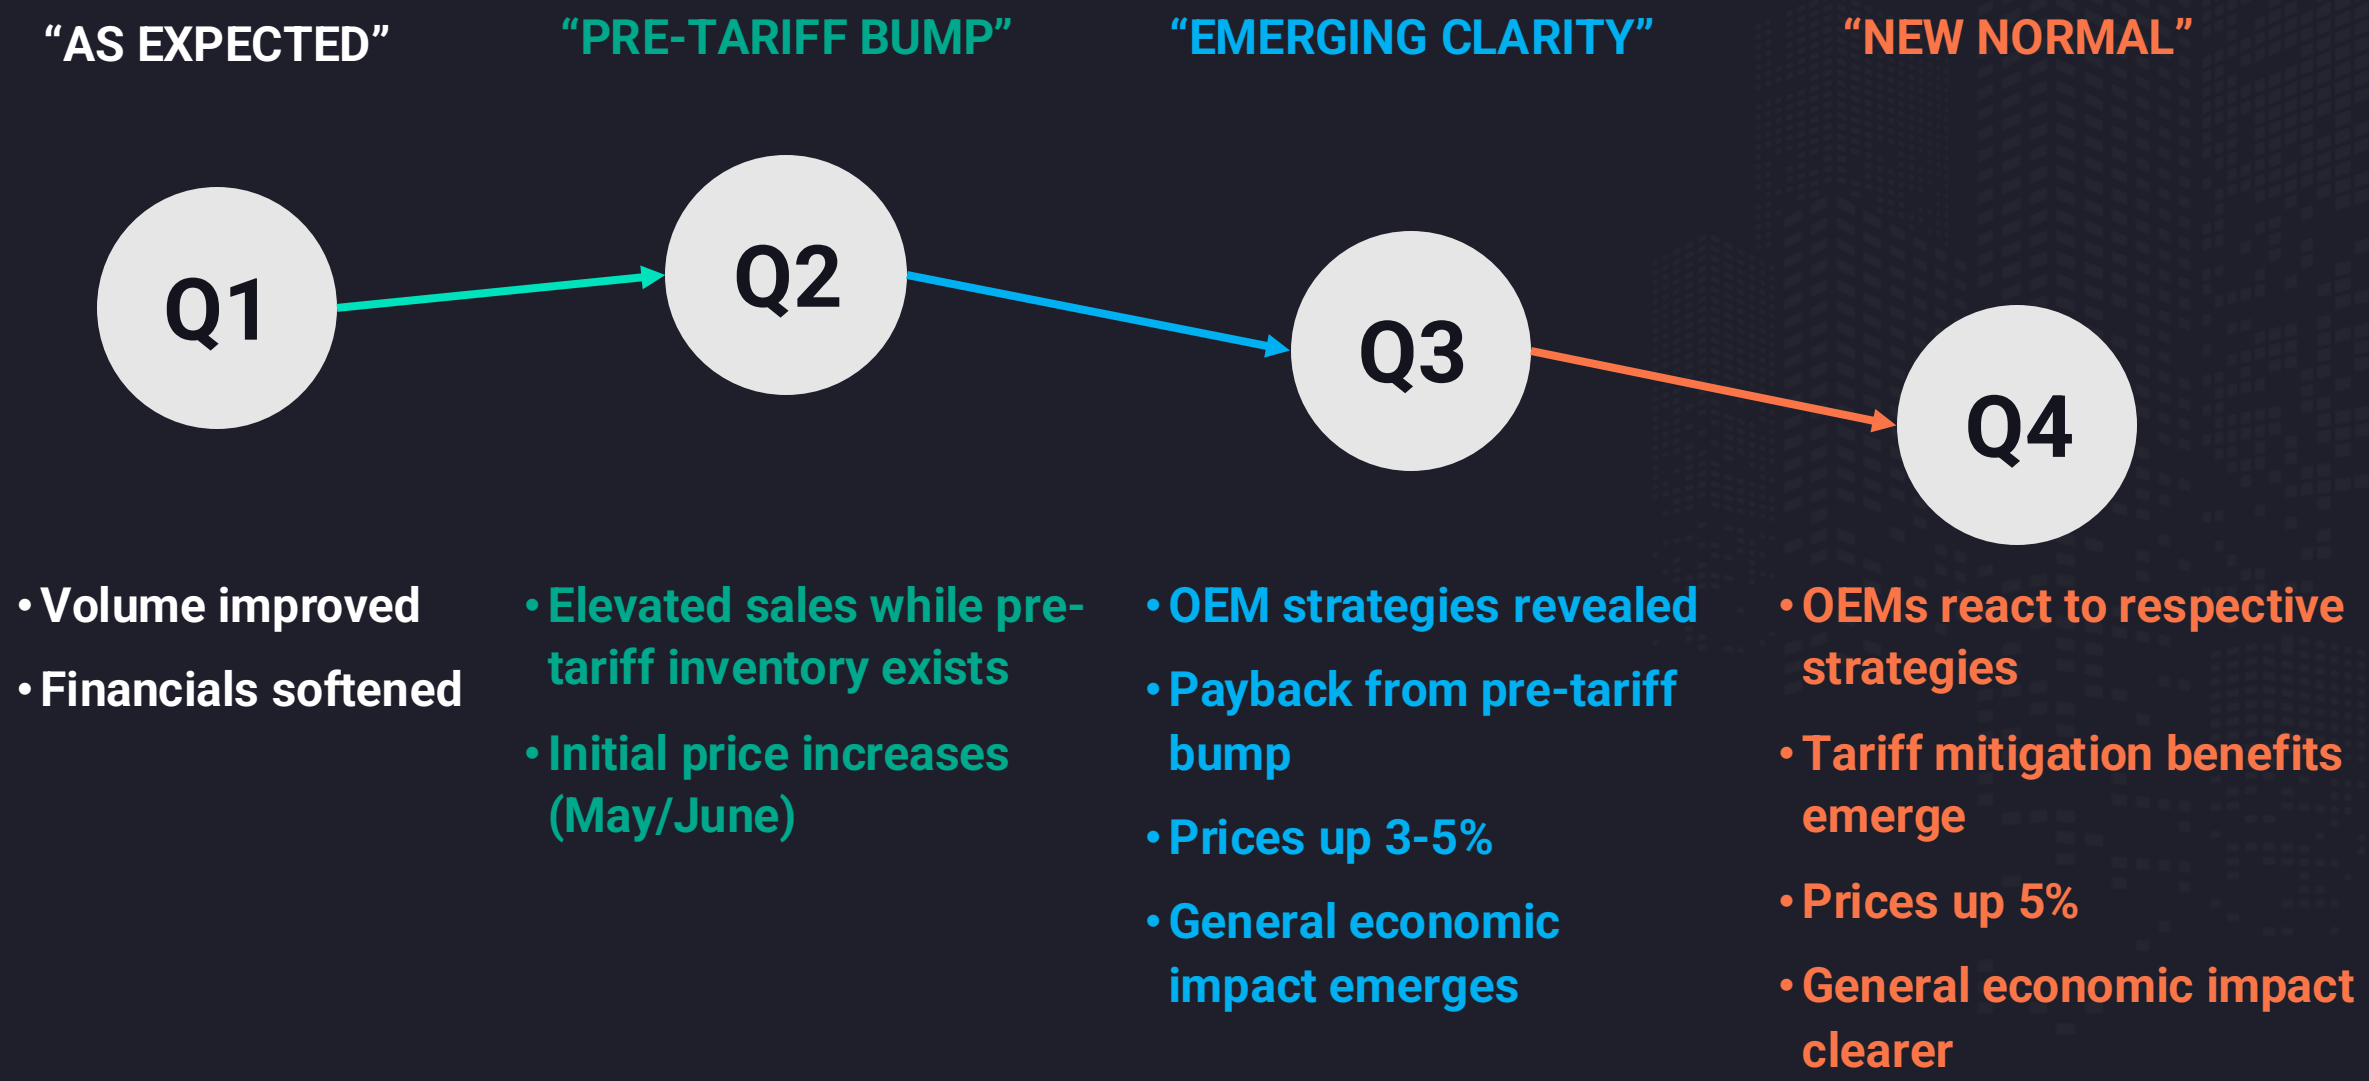 “AS EXPECTED”
“PRE-TARIFF BUMP”
“EMERGING CLARITY”
“NEW NORMAL”
Q1
Q2
Q3
Q4
• Volume improved
• Financials softened
• Elevated sales while pre-
tariff inventory exists
• Initial price increases
(May/June)
• OEM strategies revealed
• Payback from pre-tariff
bump
• Prices up 3-5%
• General economic
impact emerges
• OEMs react to respective
strategies
• Tariff mitigation benefits
emerge
• Prices up 5%
• General economic impact
clearer